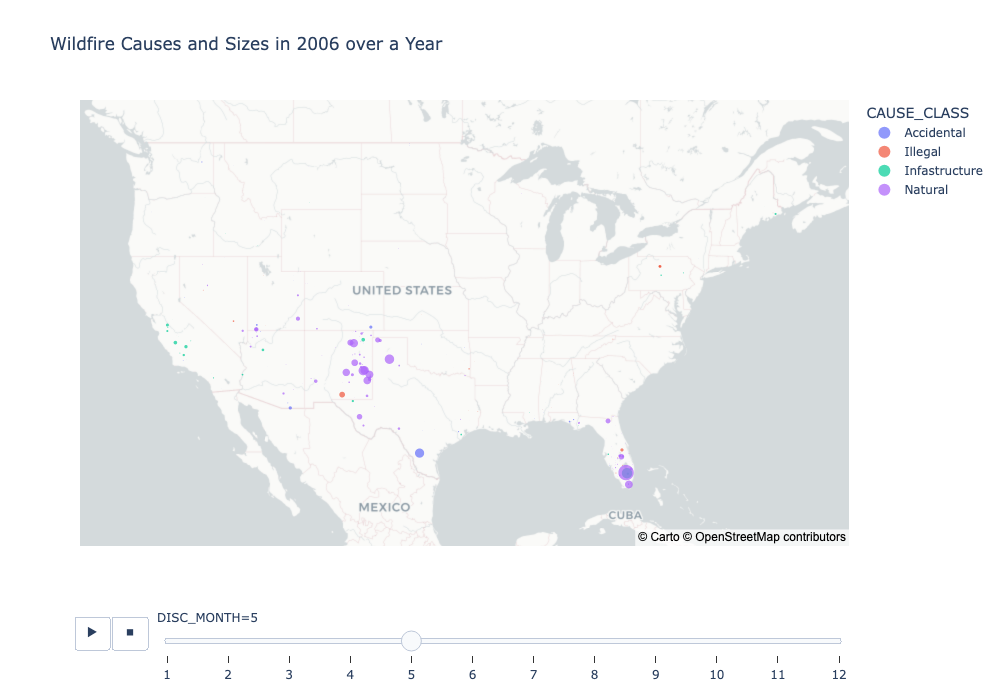 Wildfire Causes and Sizes in 2006 over a Year
CAUSE_CLASS
Accidental
Illegal
Infastructure
Natural
UNITED STATES
MEXICO
CUBA
© Carto © OpenStreetMap contributors
DISC_MONTH=5
1 2 3 4 5 6 7 8 9 10 11 12